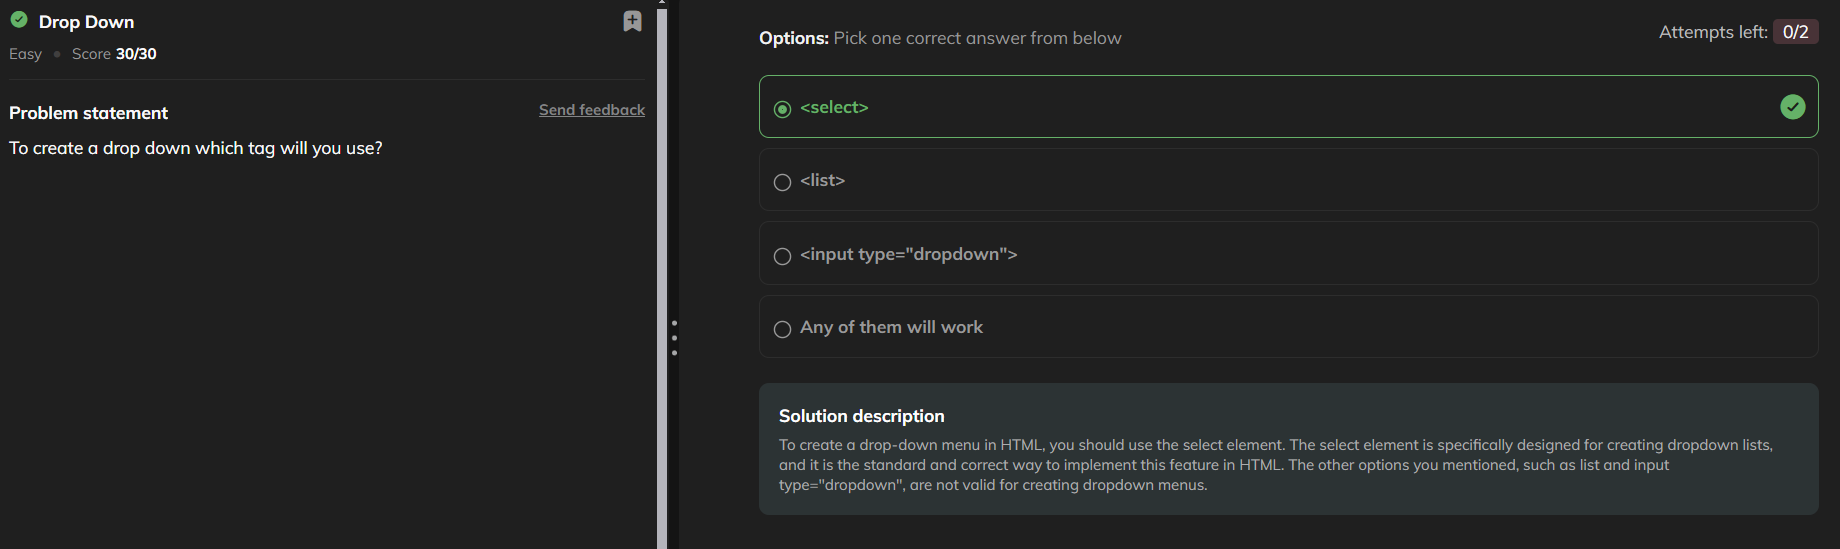 Drop Down
Easy • Score 30/30
Problem statement
Send feedback
To create a drop down which tag will you use?
Options: Pick one correct answer from below
Attempts left: 0/2
<select>
<list>
<input type="dropdown">
Any of them will work
Solution description
To create a drop-down menu in HTML, you should use the select element. The select element is specifically designed for creating dropdown lists,
and it is the standard and correct way to implement this feature in HTML. The other options you mentioned, such as list and input
type="dropdown", are not valid for creating dropdown menus.